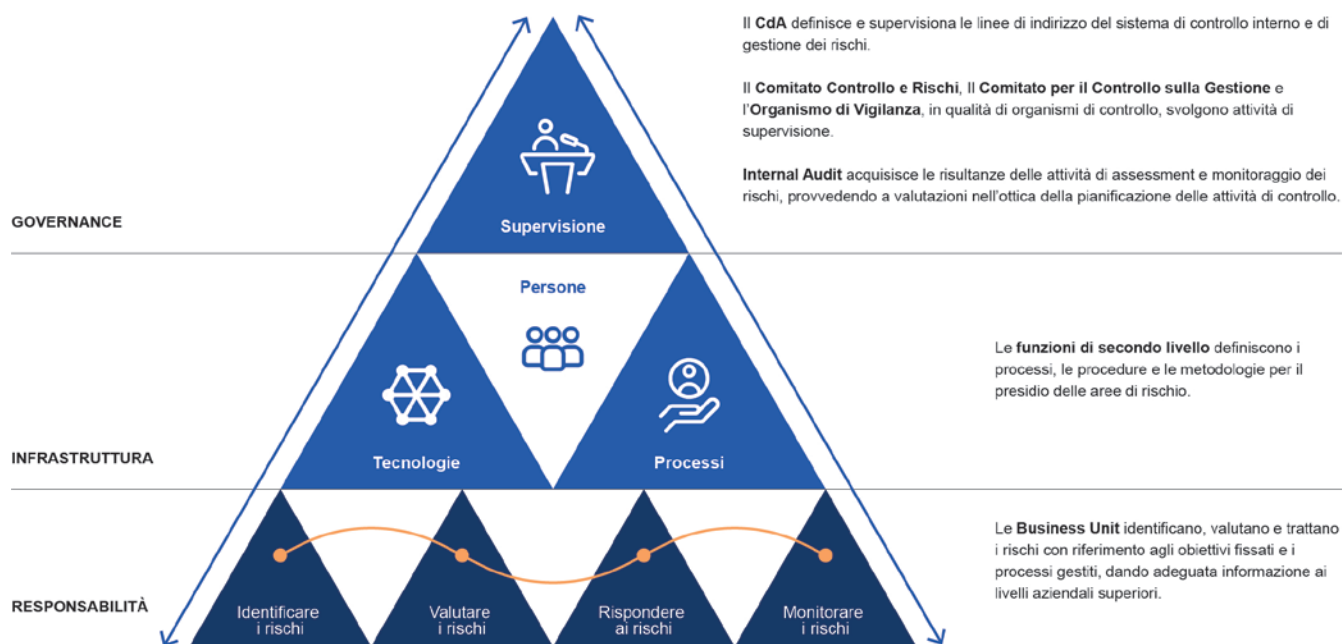 Il CdA definisce e supervisiona le linee di indirizzo del sistema di controllo interno e di
gestione dei rischi.
Il Comitato Controllo e Rischi, Il Comitato per il Controllo sulla Gestione e
l'Organismo di Vigilanza, in qualità di organismi di controllo, svolgono attività di
supervisione.
Internal Audit acquisisce le risultanze delle attività di assessment e monitoraggio dei
rischi, provvedendo a valutazioni nell'ottica della pianificazione delle attività di controllo.
GOVERNANCE
Supervisione
Persone
Le funzioni di secondo livello definiscono i
processi, le procedure e le metodologie per il
presidio delle aree di rischio.
INFRASTRUTTURA
Tecnologie
Processi
Le Business Unit identificano, valutano e trattano
i rischi con riferimento agli obiettivi fissati e i
processi gestiti, dando adeguata informazione ai
livelli aziendali superiori.
RESPONSABILITÀ
Identificare
i rischi
Valutare
i rischi
Rispondere
ai rischi
Monitorare
i rischi